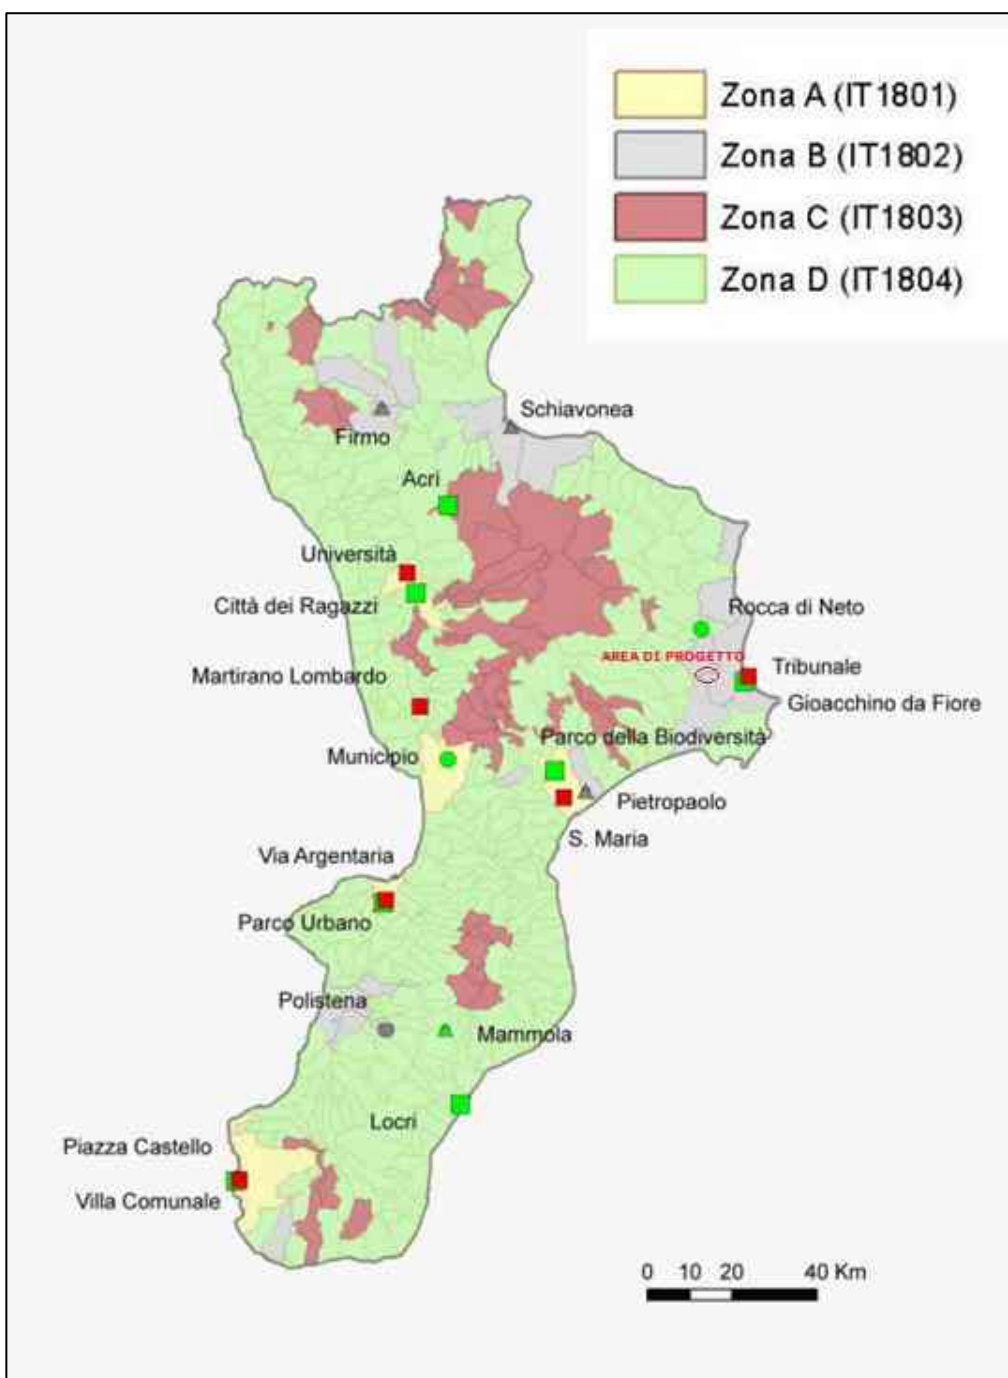 Zona A (IT1801)
Zona B (IT1802)
Zona C (IT1803)
Zona D (IT1804)
Schiavonea
Firmo
Acri
Università
Città dei Ragazzi
Rocca di Neto
AREA DI PROGETTO
Tribunale
Martirano Lombardo
Gioacchino da Fiore
Parco della Biodiversità
Municipio
Pietropaolo
S. Maria
Via Argentaria
Parco Urbano
Polistena
Mammola
Locri
Piazza Castello
Villa Comunale
0 10 20 40 Km